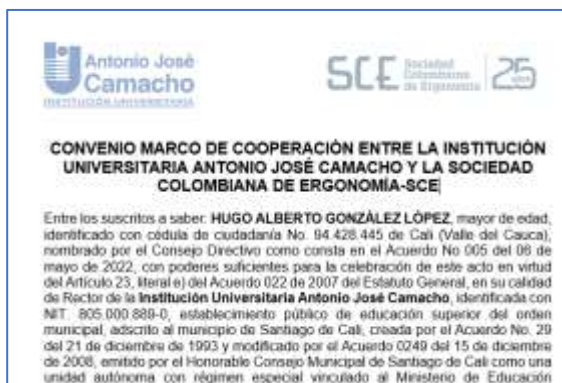 Antonio José
Camacho
INSTITUCIÓN UNIVERSITARIA
SCE Sociedad
Colombiana
de Ergonomía
25
años
CONVENIO MARCO DE COOPERACIÓN ENTRE LA INSTITUCIÓN
UNIVERSITARIA ANTONIO JOSÉ CAMACHO Y LA SOCIEDAD
COLOMBIANA DE ERGONOMÍA-SCE
Entre los suscritos a saber: HUGO ALBERTO GONZÁLEZ LÓPEZ, mayor de edad,
identificado con cédula de ciudadanía No. 94.428.445 de Cali (Valle del Cauca),
nombrado por el Consejo Directivo como consta en el Acuerdo No 005 del 06 de
mayo de 2022, con poderes suficientes para la celebración de este acto en virtud
del Artículo 23, literal e) del Acuerdo 022 de 2007 del Estatuto General, en su calidad
de Rector de la Institución Universitaria Antonio José Camacho, identificada con
NIT. 805.000.889-0, establecimiento público de educación superior del orden
municipal, adscrito al municipio de Santiago de Cali, creada por el Acuerdo No. 29
del 21 de diciembre de 1993 y modificado por el Acuerdo 0249 del 15 de diciembre
de 2008, emitido por el Honorable Consejo Municipal de Santiago de Cali como una
unidad autónoma con régimen especial vinculado al Ministerio de Educación